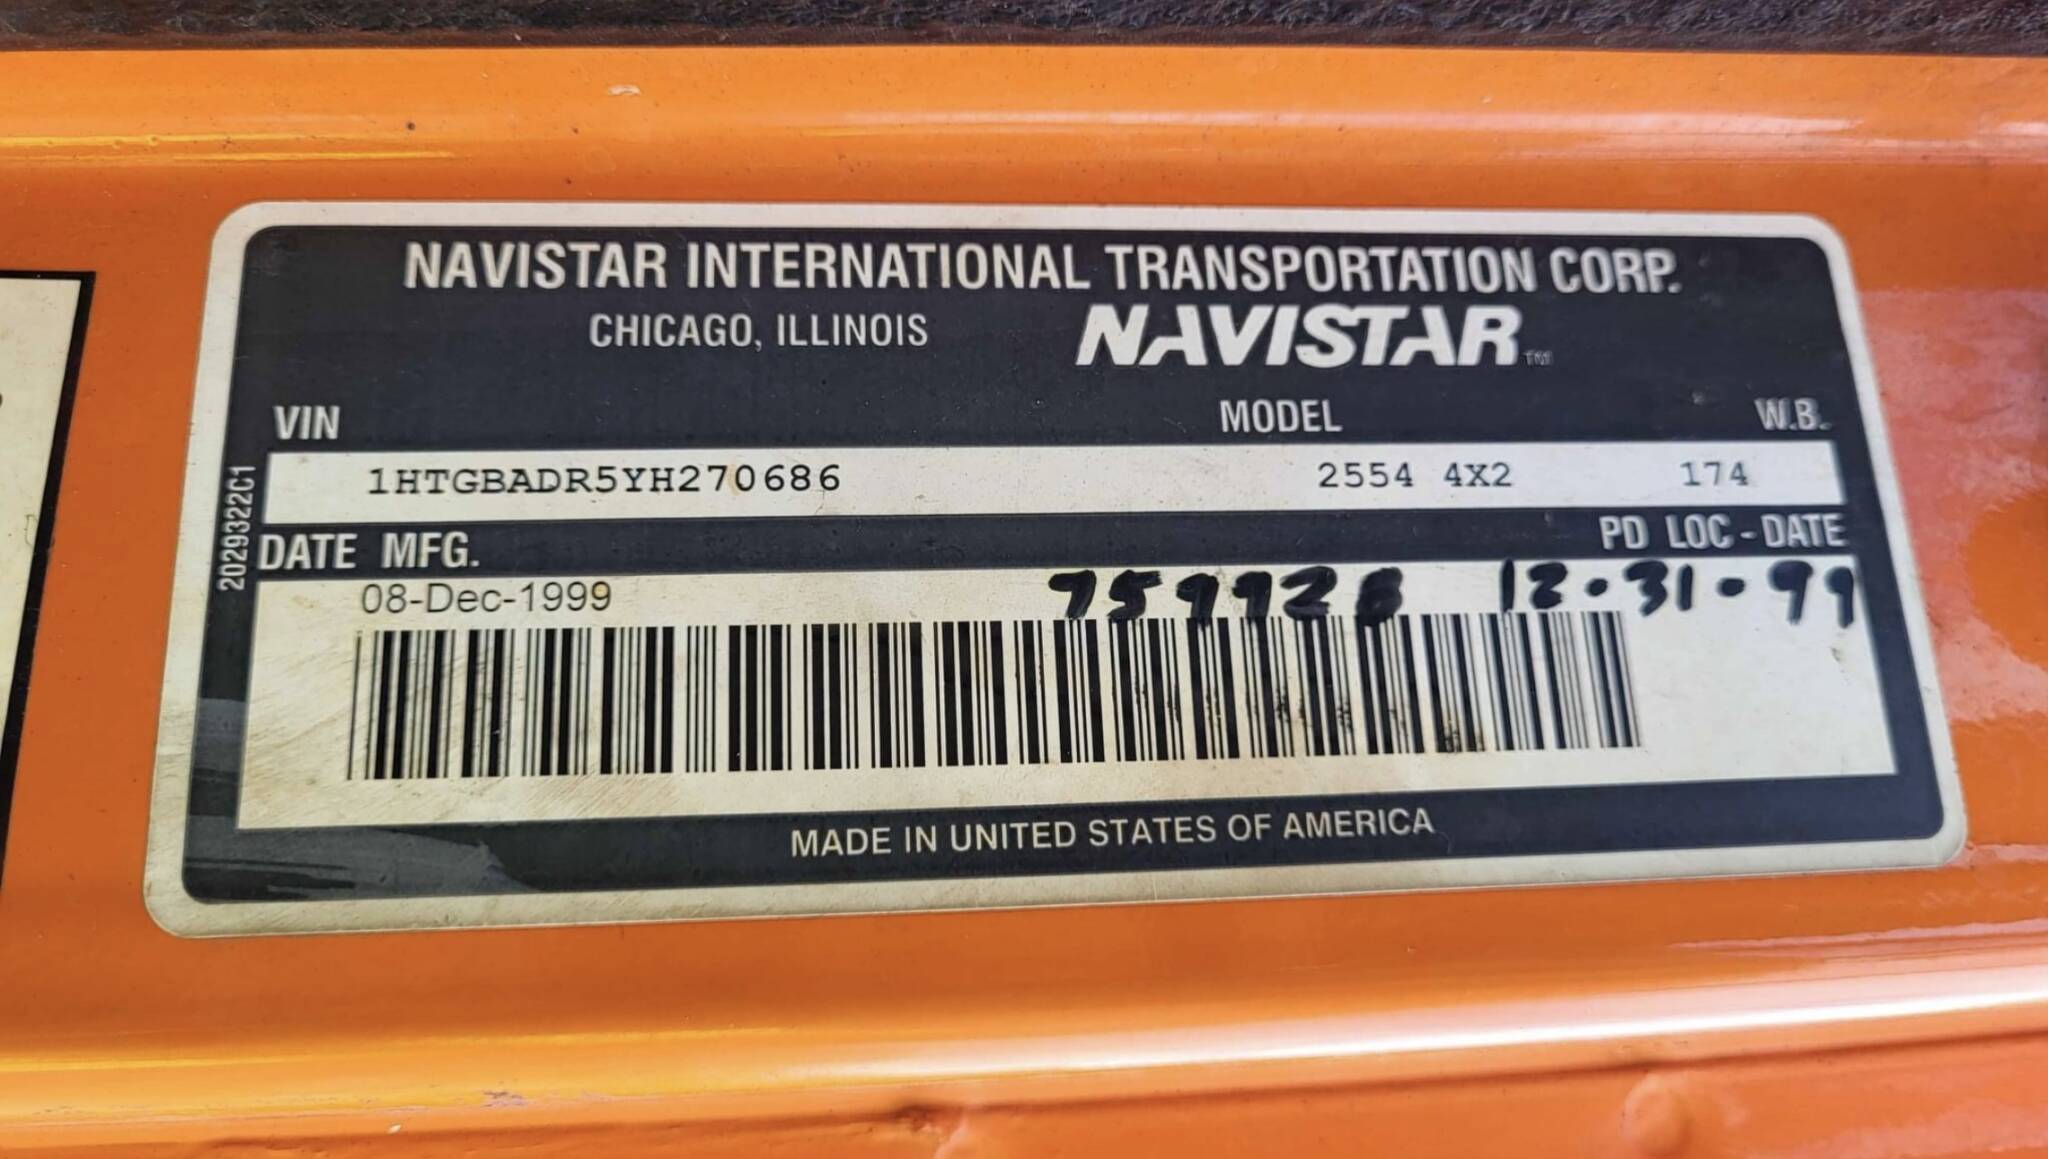 NAVISTAR INTERNATIONAL TRANSPORTATION CORP.
CHICAGO, ILLINOIS NAVISTAR™
VIN MODEL W.B.
1HTGBADR5YH270686 2554 4X2 174
2029322C1
DATE MFG. PD LOC - DATE
08-Dec-1999 12·31·99
MADE IN UNITED STATES OF AMERICA